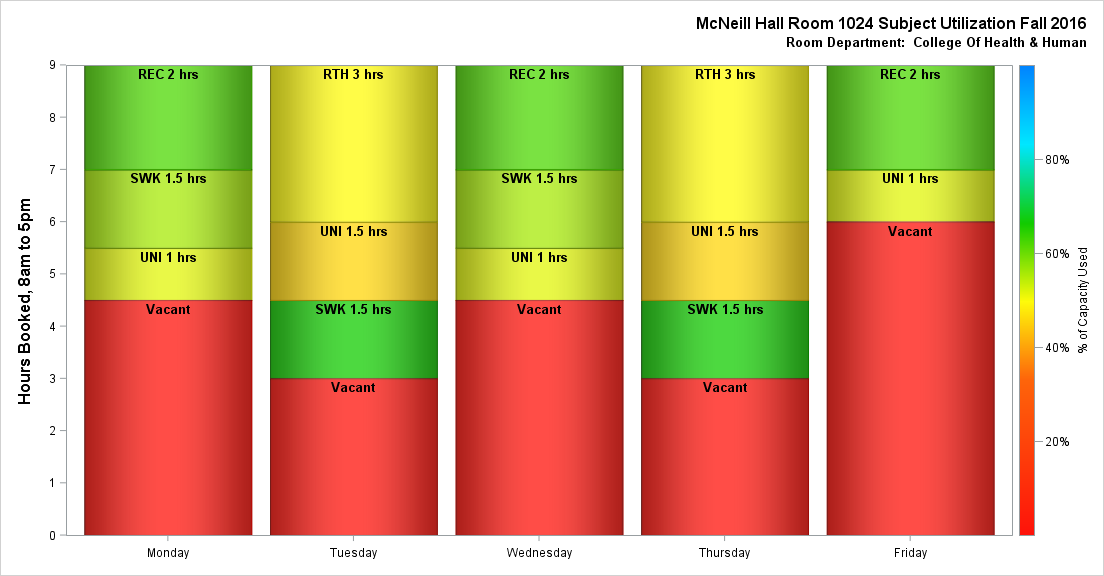 McNeill Hall Room 1024 Subject Utilization Fall 2016
Room Department: College Of Health & Human
Hours Booked, 8am to 5pm
9
8
7
6
5
4
3
2
1
0
REC 2 hrs
SWK 1.5 hrs
UNI 1 hrs
Vacant
Monday
RTH 3 hrs
UNI 1.5 hrs
SWK 1.5 hrs
Vacant
Tuesday
REC 2 hrs
SWK 1.5 hrs
UNI 1 hrs
Vacant
Wednesday
RTH 3 hrs
UNI 1.5 hrs
SWK 1.5 hrs
Vacant
Thursday
REC 2 hrs
UNI 1 hrs
Vacant
Friday
80%
60%
40%
20%
% of Capacity Used